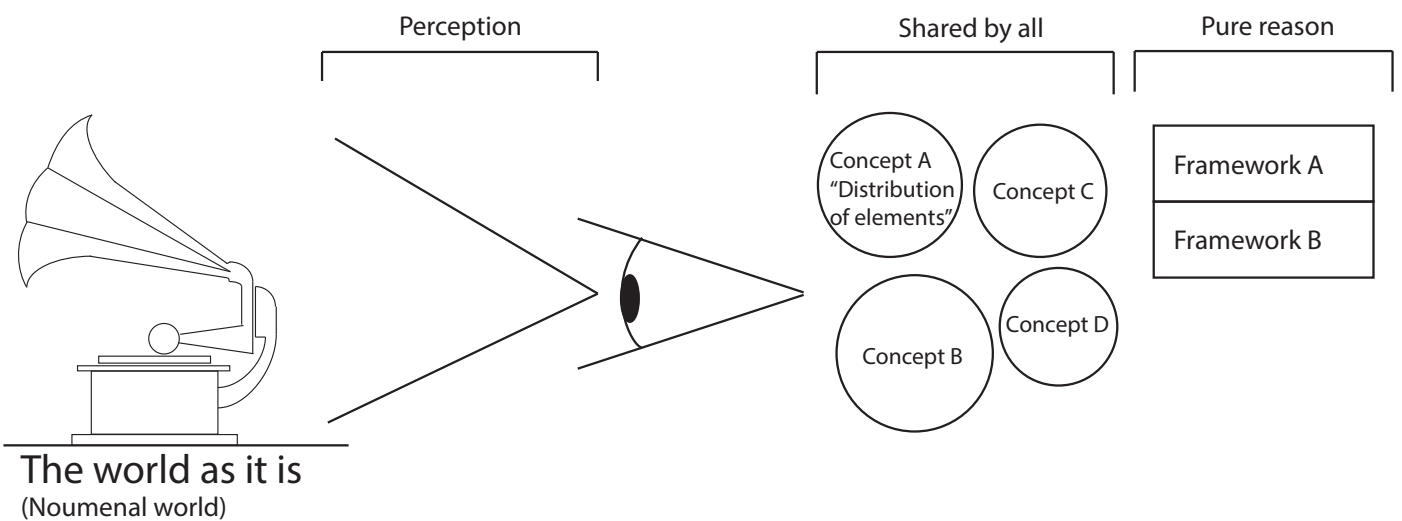 Perception
Shared by all
Pure reason
Concept A
“Distribution
of elements”
Concept C
Concept B
Concept D
Framework A
Framework B
The world as it is
(Noumenal world)